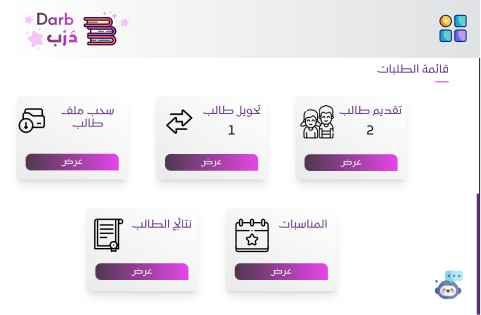 Darb
دَرْب
قائمة الطلبات
تقديم طالب
2
عرض
تحويل طالب
1
عرض
سحب ملف
طالب
عرض
المناسبات
عرض
نتائج الطالب
عرض